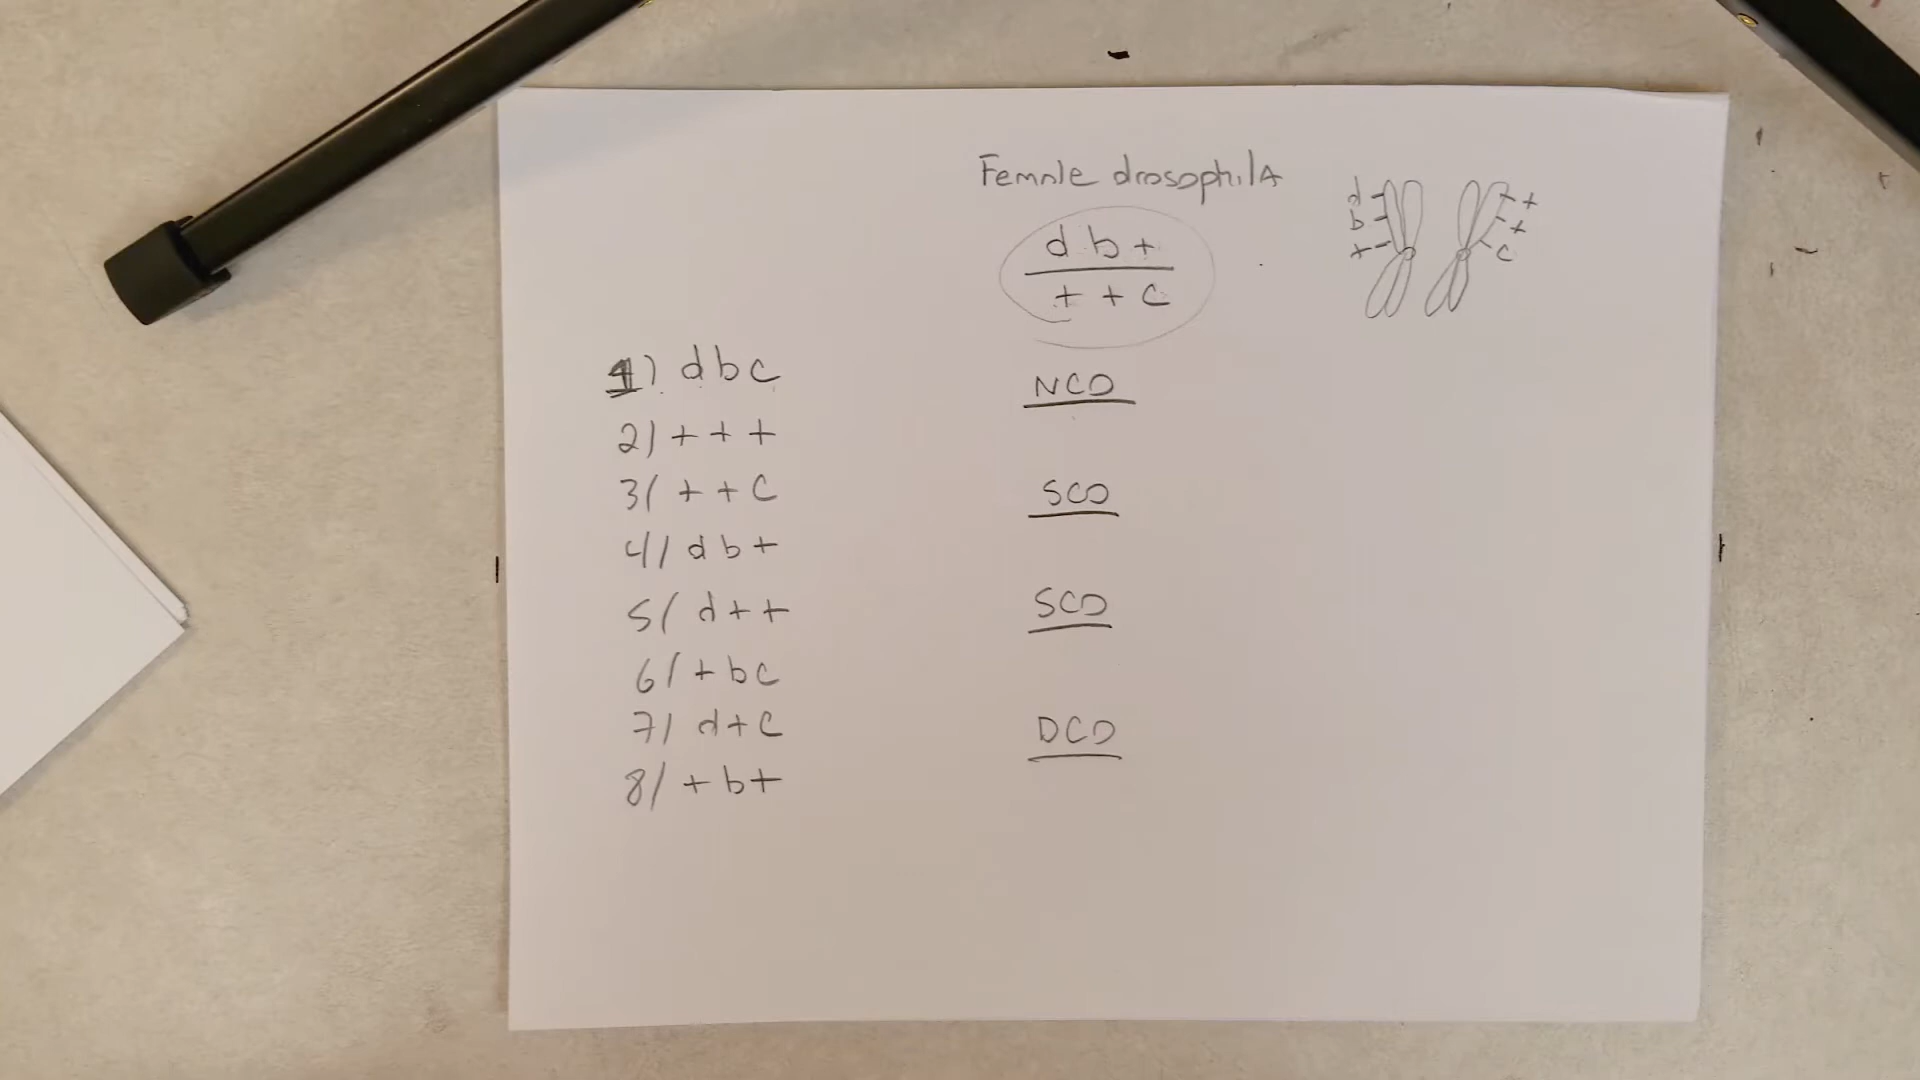 Female drosophila
d b +
+ + c
d
b
+
+
+
c
1) d b c
NCO
2) + + +
3/ + + c
SCO
4/ d b +
5/ d + +
SCO
6/ + b c
7/ d + c
DCO
8/ + b +